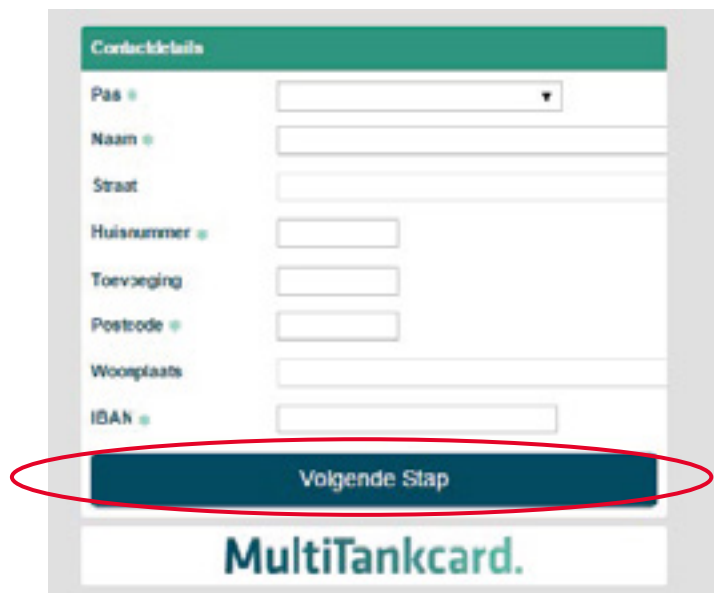 Contactdetails
Pas *
Naam *
Straat
Huisnummer *
Toevoeging
Postcode *
Woonplaats
IBAN *
Volgende Stap
MultiTankcard.